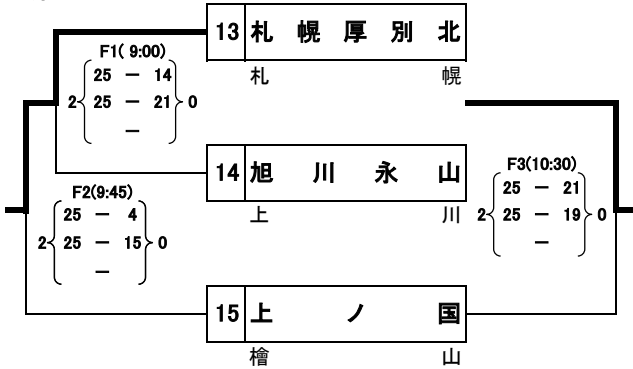 13 札幌厚別北
札幌
F1( 9:00)
25 － 14
2 25 － 21 0
－
14 旭川永山
上川
F2(9:45)
25 － 4
2 25 － 15 0
－
F3(10:30)
25 － 21
2 25 － 19 0
－
15 上ノ国
檜山